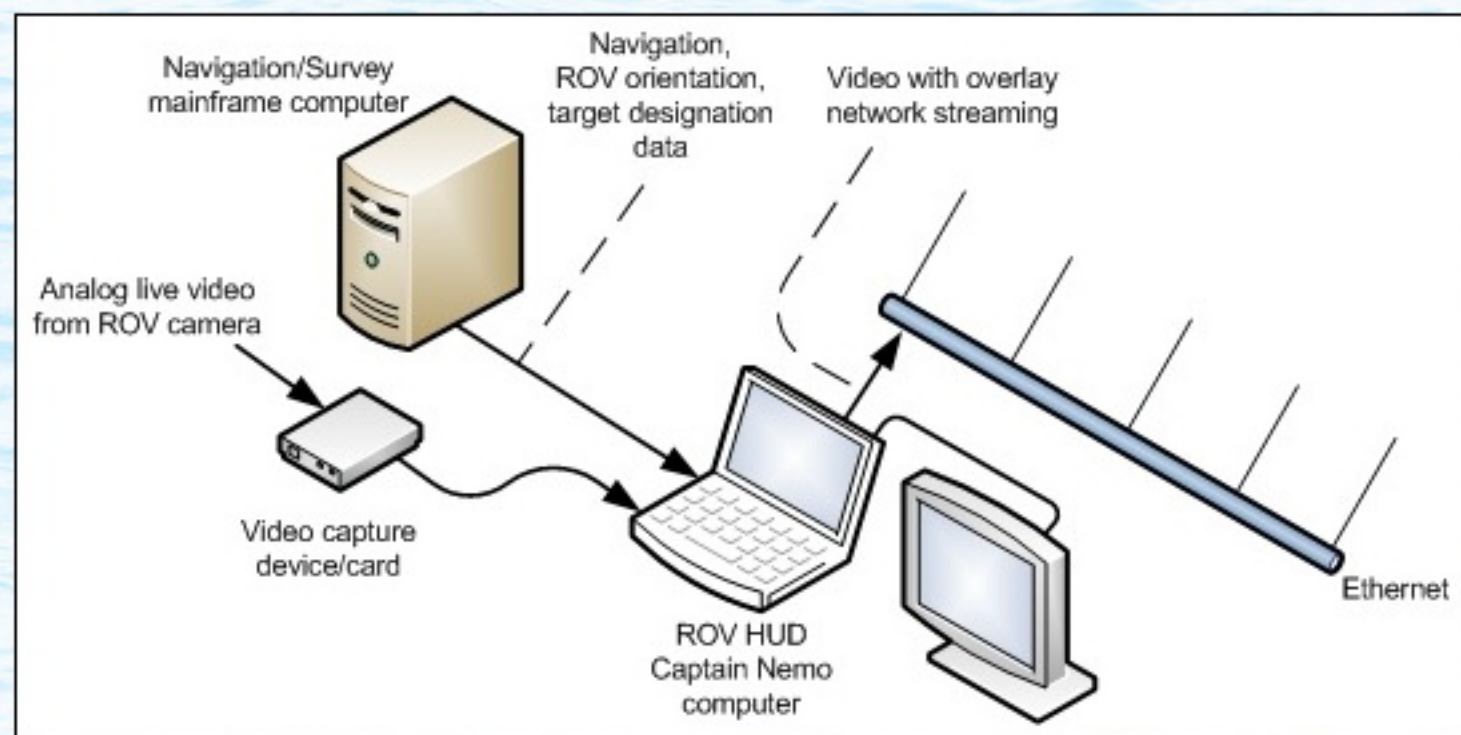 Navigation/Survey
mainframe computer
Navigation,
ROV orientation,
target designation
data
Video with overlay
network streaming
Analog live video
from ROV camera
Video capture
device/card
ROV HUD
Captain Nemo
computer
Ethernet